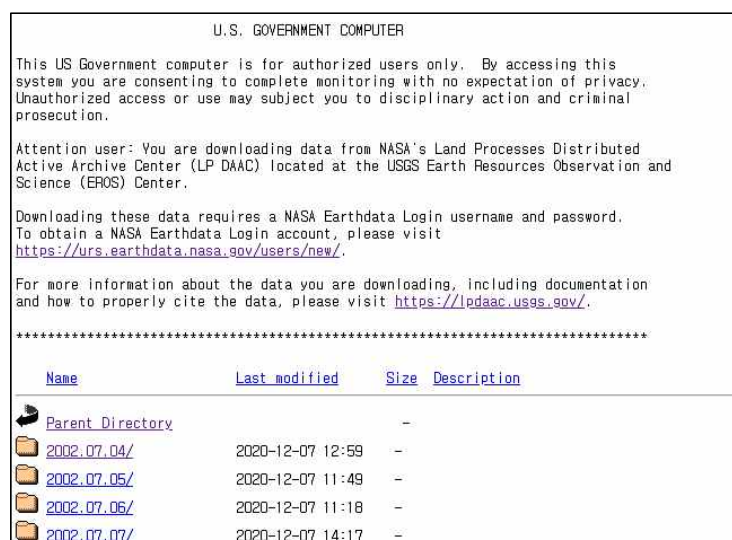 U.S. GOVERNMENT COMPUTER
This US Government computer is for authorized users only.  By accessing this
system you are consenting to complete monitoring with no expectation of privacy.
Unauthorized access or use may subject you to disciplinary action and criminal
prosecution.
Attention user: You are downloading data from NASA's Land Processes Distributed
Active Archive Center (LP DAAC) located at the USGS Earth Resources Observation and
Science (EROS) Center.
Downloading these data requires a NASA Earthdata Login username and password.
To obtain a NASA Earthdata Login account, please visit
https://urs.earthdata.nasa.gov/users/new/.
For more information about the data you are downloading, including documentation
and how to properly cite the data, please visit https://lpdaac.usgs.gov/.
********************************************************************************
Name Last modified Size Description
Parent Directory -
2002.07.04/ 2020-12-07 12:59 -
2002.07.05/ 2020-12-07 11:49 -
2002.07.06/ 2020-12-07 11:18 -
2002.07.07/ 2020-12-07 14:17 -